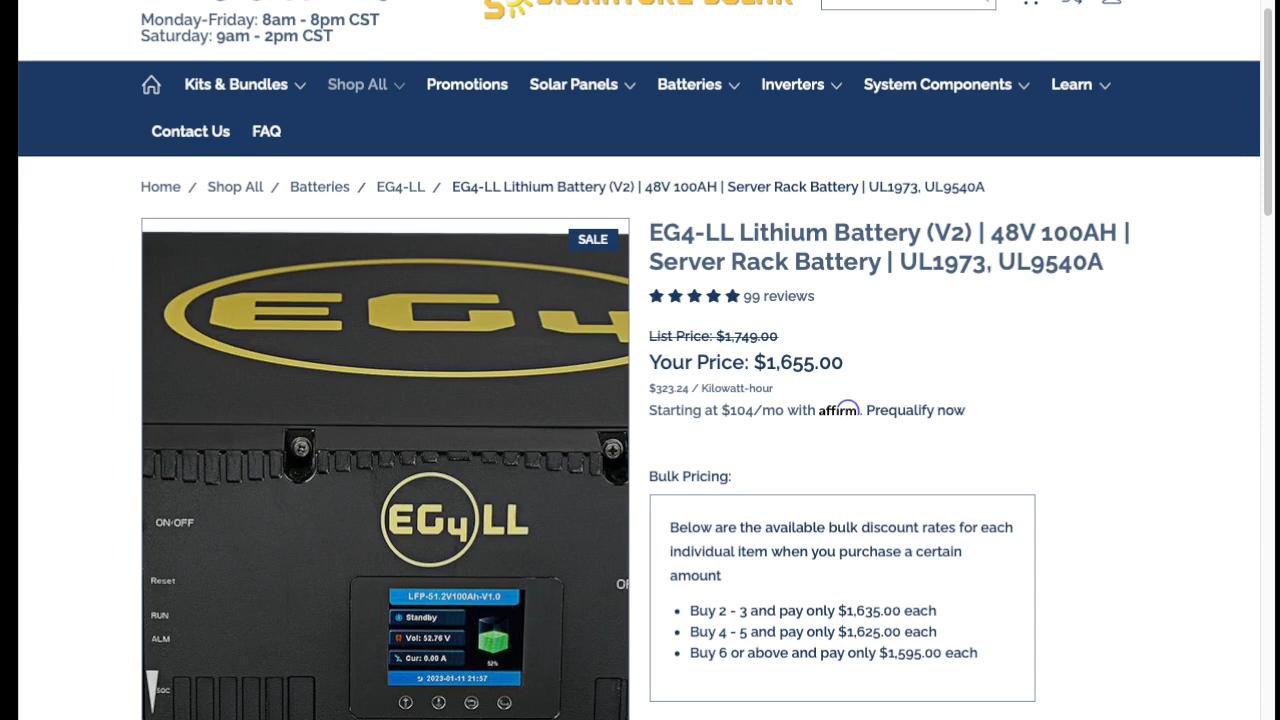 Monday-Friday: 8am - 8pm CST
Saturday: 9am - 2pm CST
SIGNATURE SOLAR
Kits & Bundles
Shop All
Promotions
Solar Panels
Batteries
Inverters
System Components
Learn
Contact Us
FAQ
Home / Shop All / Batteries / EG4-LL / EG4-LL Lithium Battery (V2) | 48V 100AH | Server Rack Battery | UL1973, UL9540A
SALE
EG4
ON·OFF
Reset
RUN
ALM
SOC
EG4 LL
LFP-51.2V100Ah-V1.0
Standby
Vol: 52.76 V
Cur: 0.00 A
52%
2023-01-11 21:57
EG4-LL Lithium Battery (V2) | 48V 100AH |
Server Rack Battery | UL1973, UL9540A
99 reviews
List Price: $1,749.00
Your Price: $1,655.00
$323.24 / Kilowatt-hour
Starting at $104/mo with affirm. Prequalify now
Bulk Pricing:
Below are the available bulk discount rates for each
individual item when you purchase a certain
amount
• Buy 2 - 3 and pay only $1,635.00 each
• Buy 4 - 5 and pay only $1,625.00 each
• Buy 6 or above and pay only $1,595.00 each